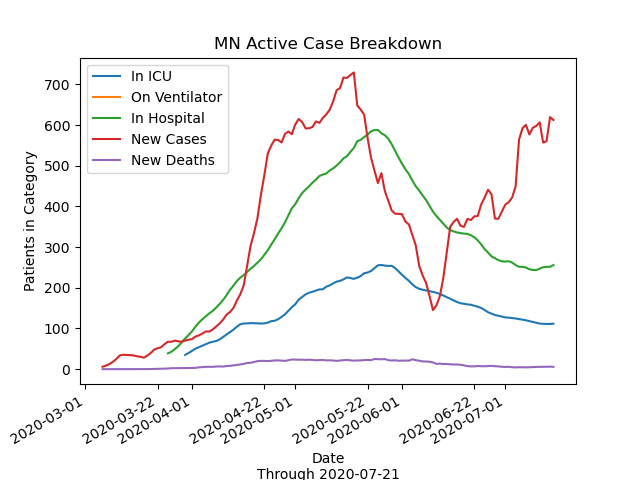 MN Active Case Breakdown
In ICU
On Ventilator
In Hospital
New Cases
New Deaths
Patients in Category
700
600
500
400
300
200
100
0
2020-03-01
2020-03-22
2020-04-01
2020-04-22
2020-05-01
2020-05-22
2020-06-01
2020-06-22
2020-07-01
Date
Through 2020-07-21